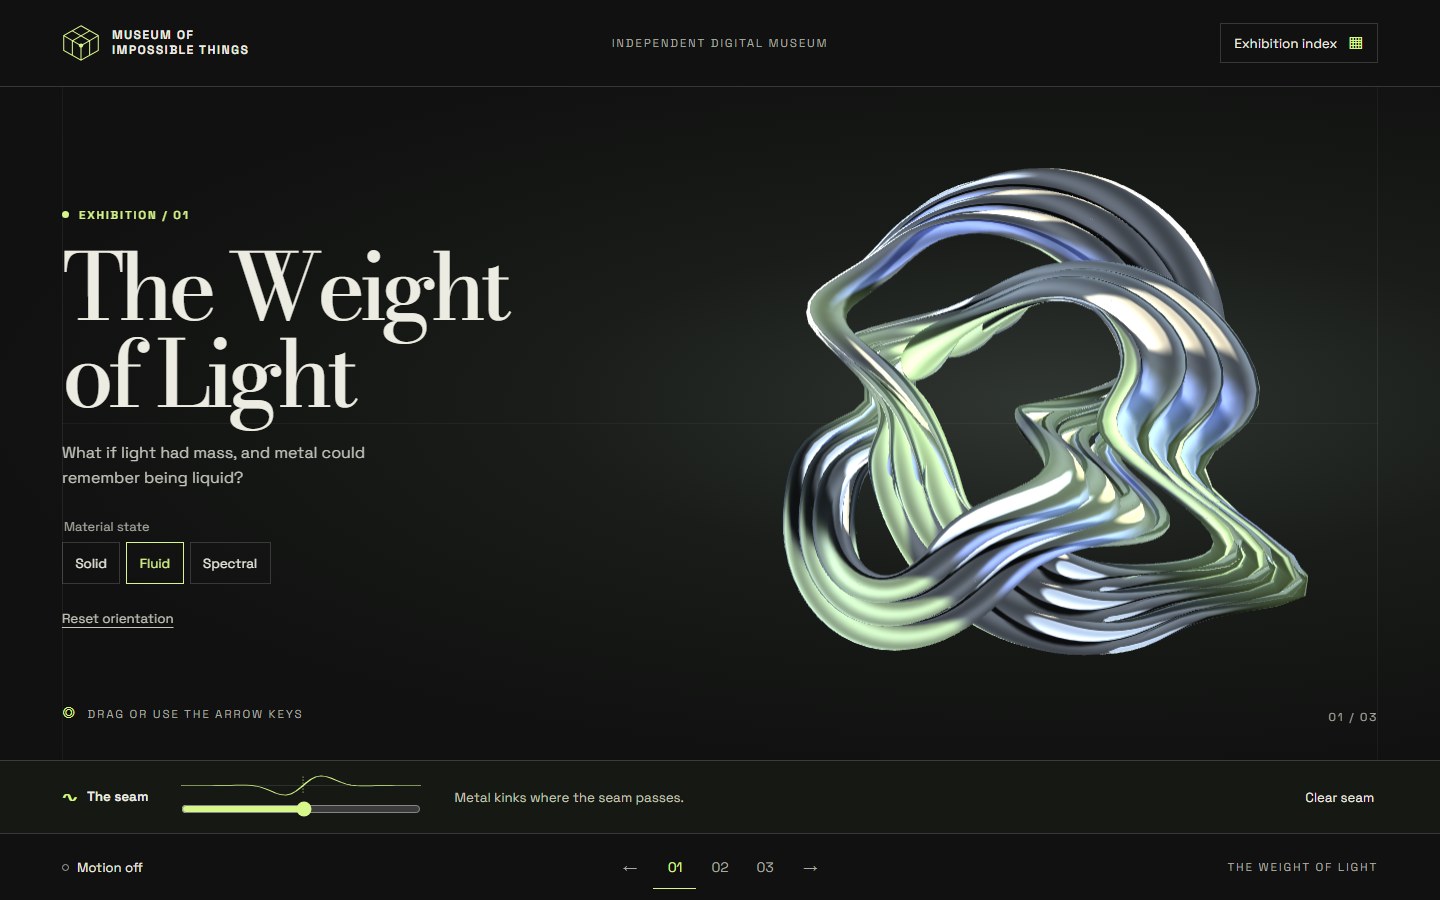 MUSEUM OF
IMPOSSIBLE THINGS
INDEPENDENT DIGITAL MUSEUM
Exhibition index
EXHIBITION / 01
The Weight
of Light
What if light had mass, and metal could
remember being liquid?
Material state
Solid
Fluid
Spectral
Reset orientation
DRAG OR USE THE ARROW KEYS
01 / 03
The seam
Metal kinks where the seam passes.
Clear seam
Motion off
← 01 02 03 →
THE WEIGHT OF LIGHT